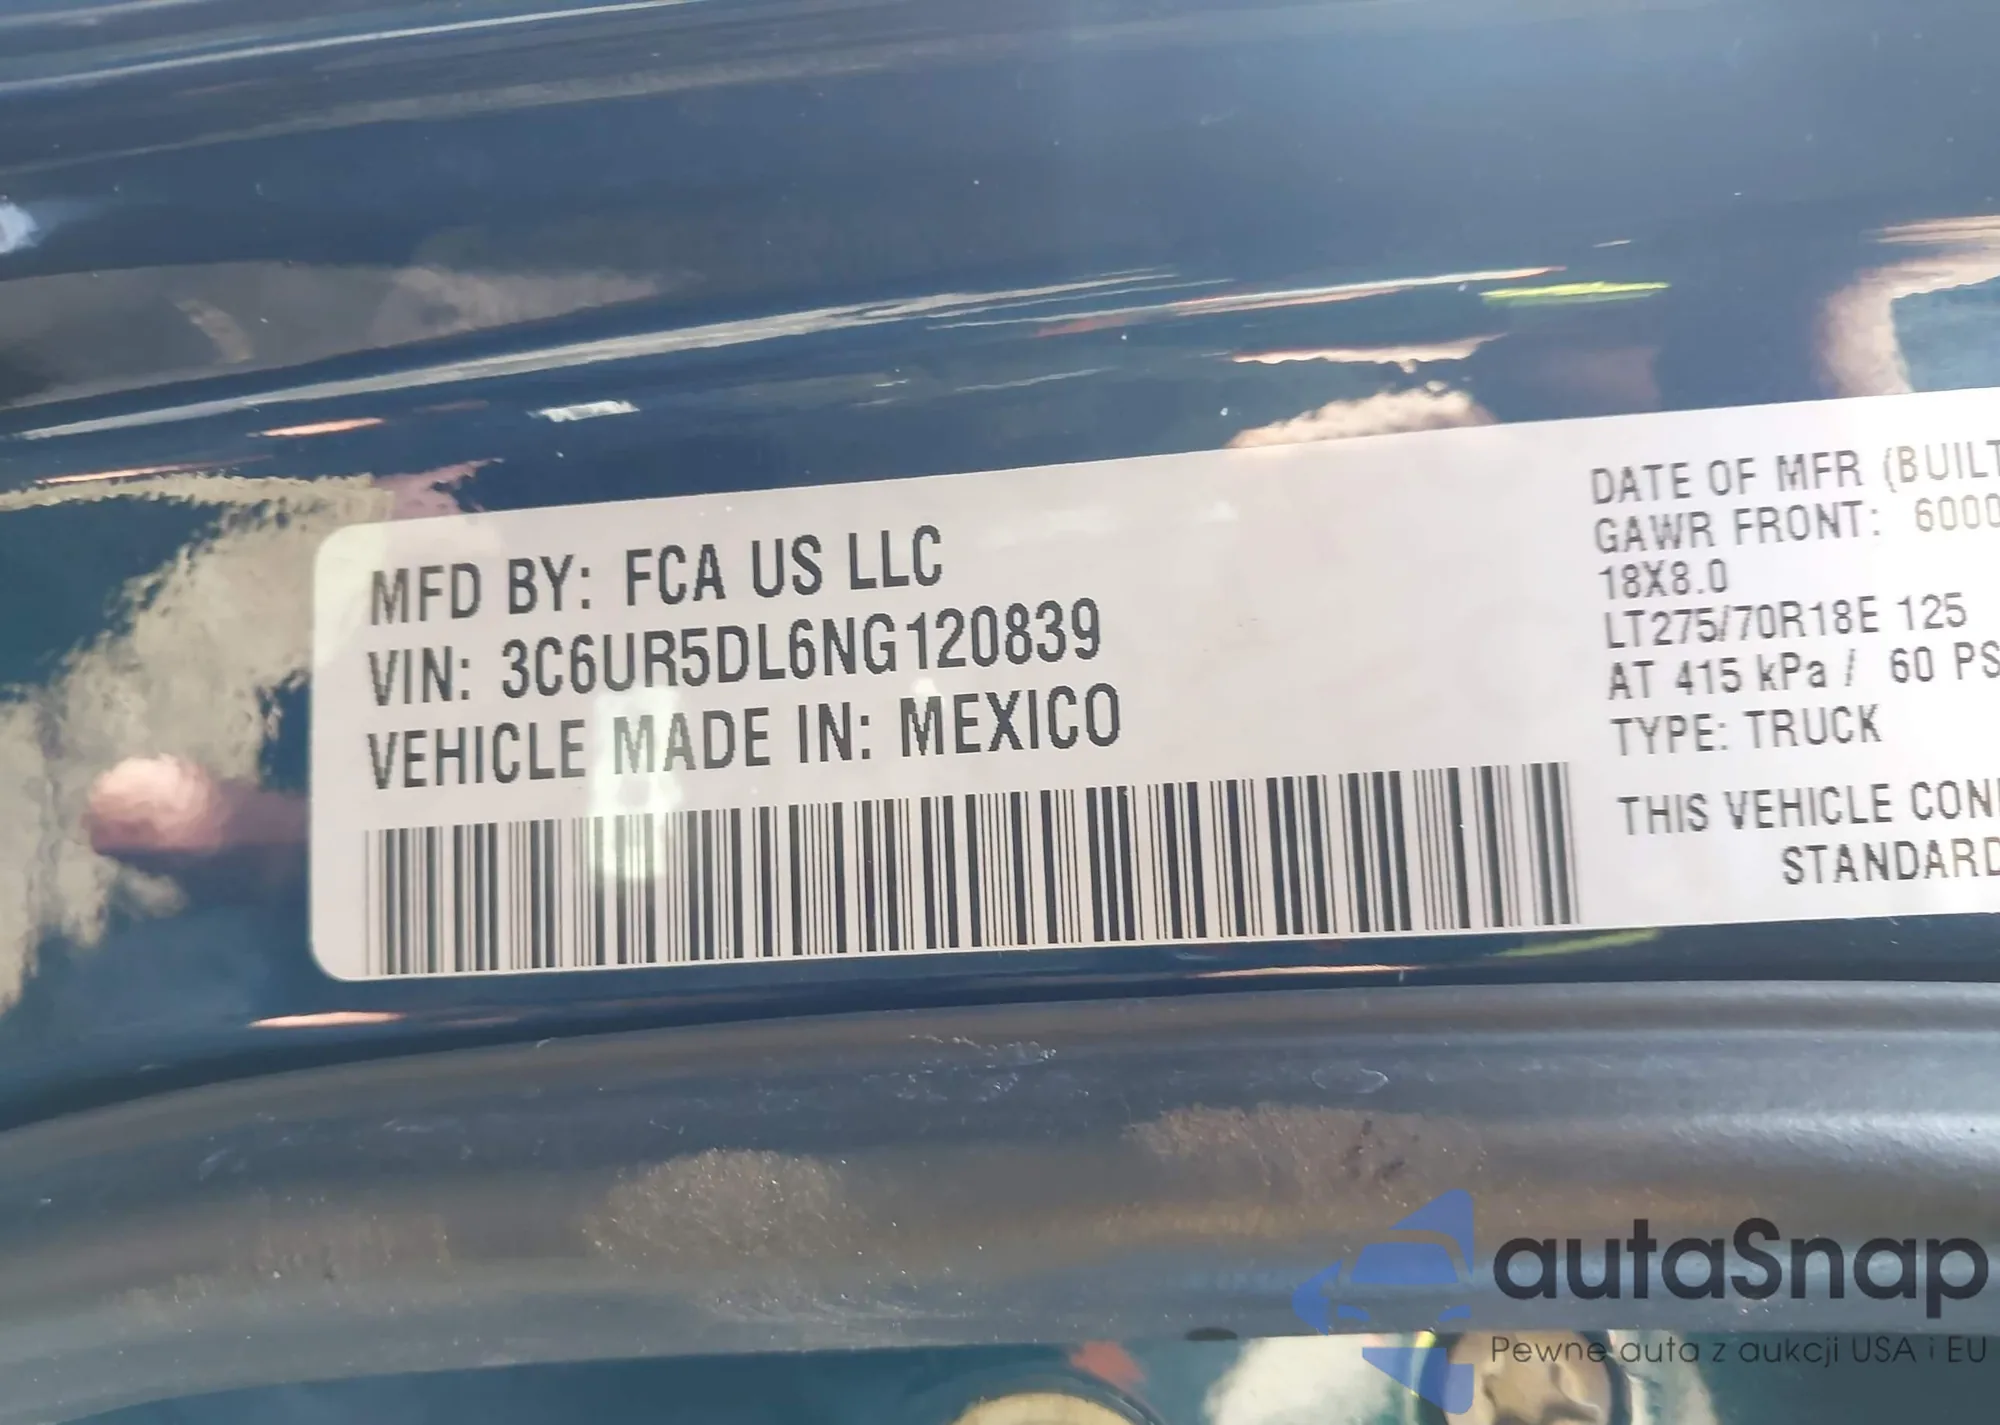 MFD BY: FCA US LLC
VIN: 3C6UR5DL6NG120839
VEHICLE MADE IN: MEXICO
DATE OF MFR (BUILT
GAWR FRONT: 6000
18X8.0
LT275/70R18E 125
AT 415 kPa / 60 PS
TYPE: TRUCK
THIS VEHICLE CON
STANDARD
autaSnap
Pewne auta z aukcji USA i EU